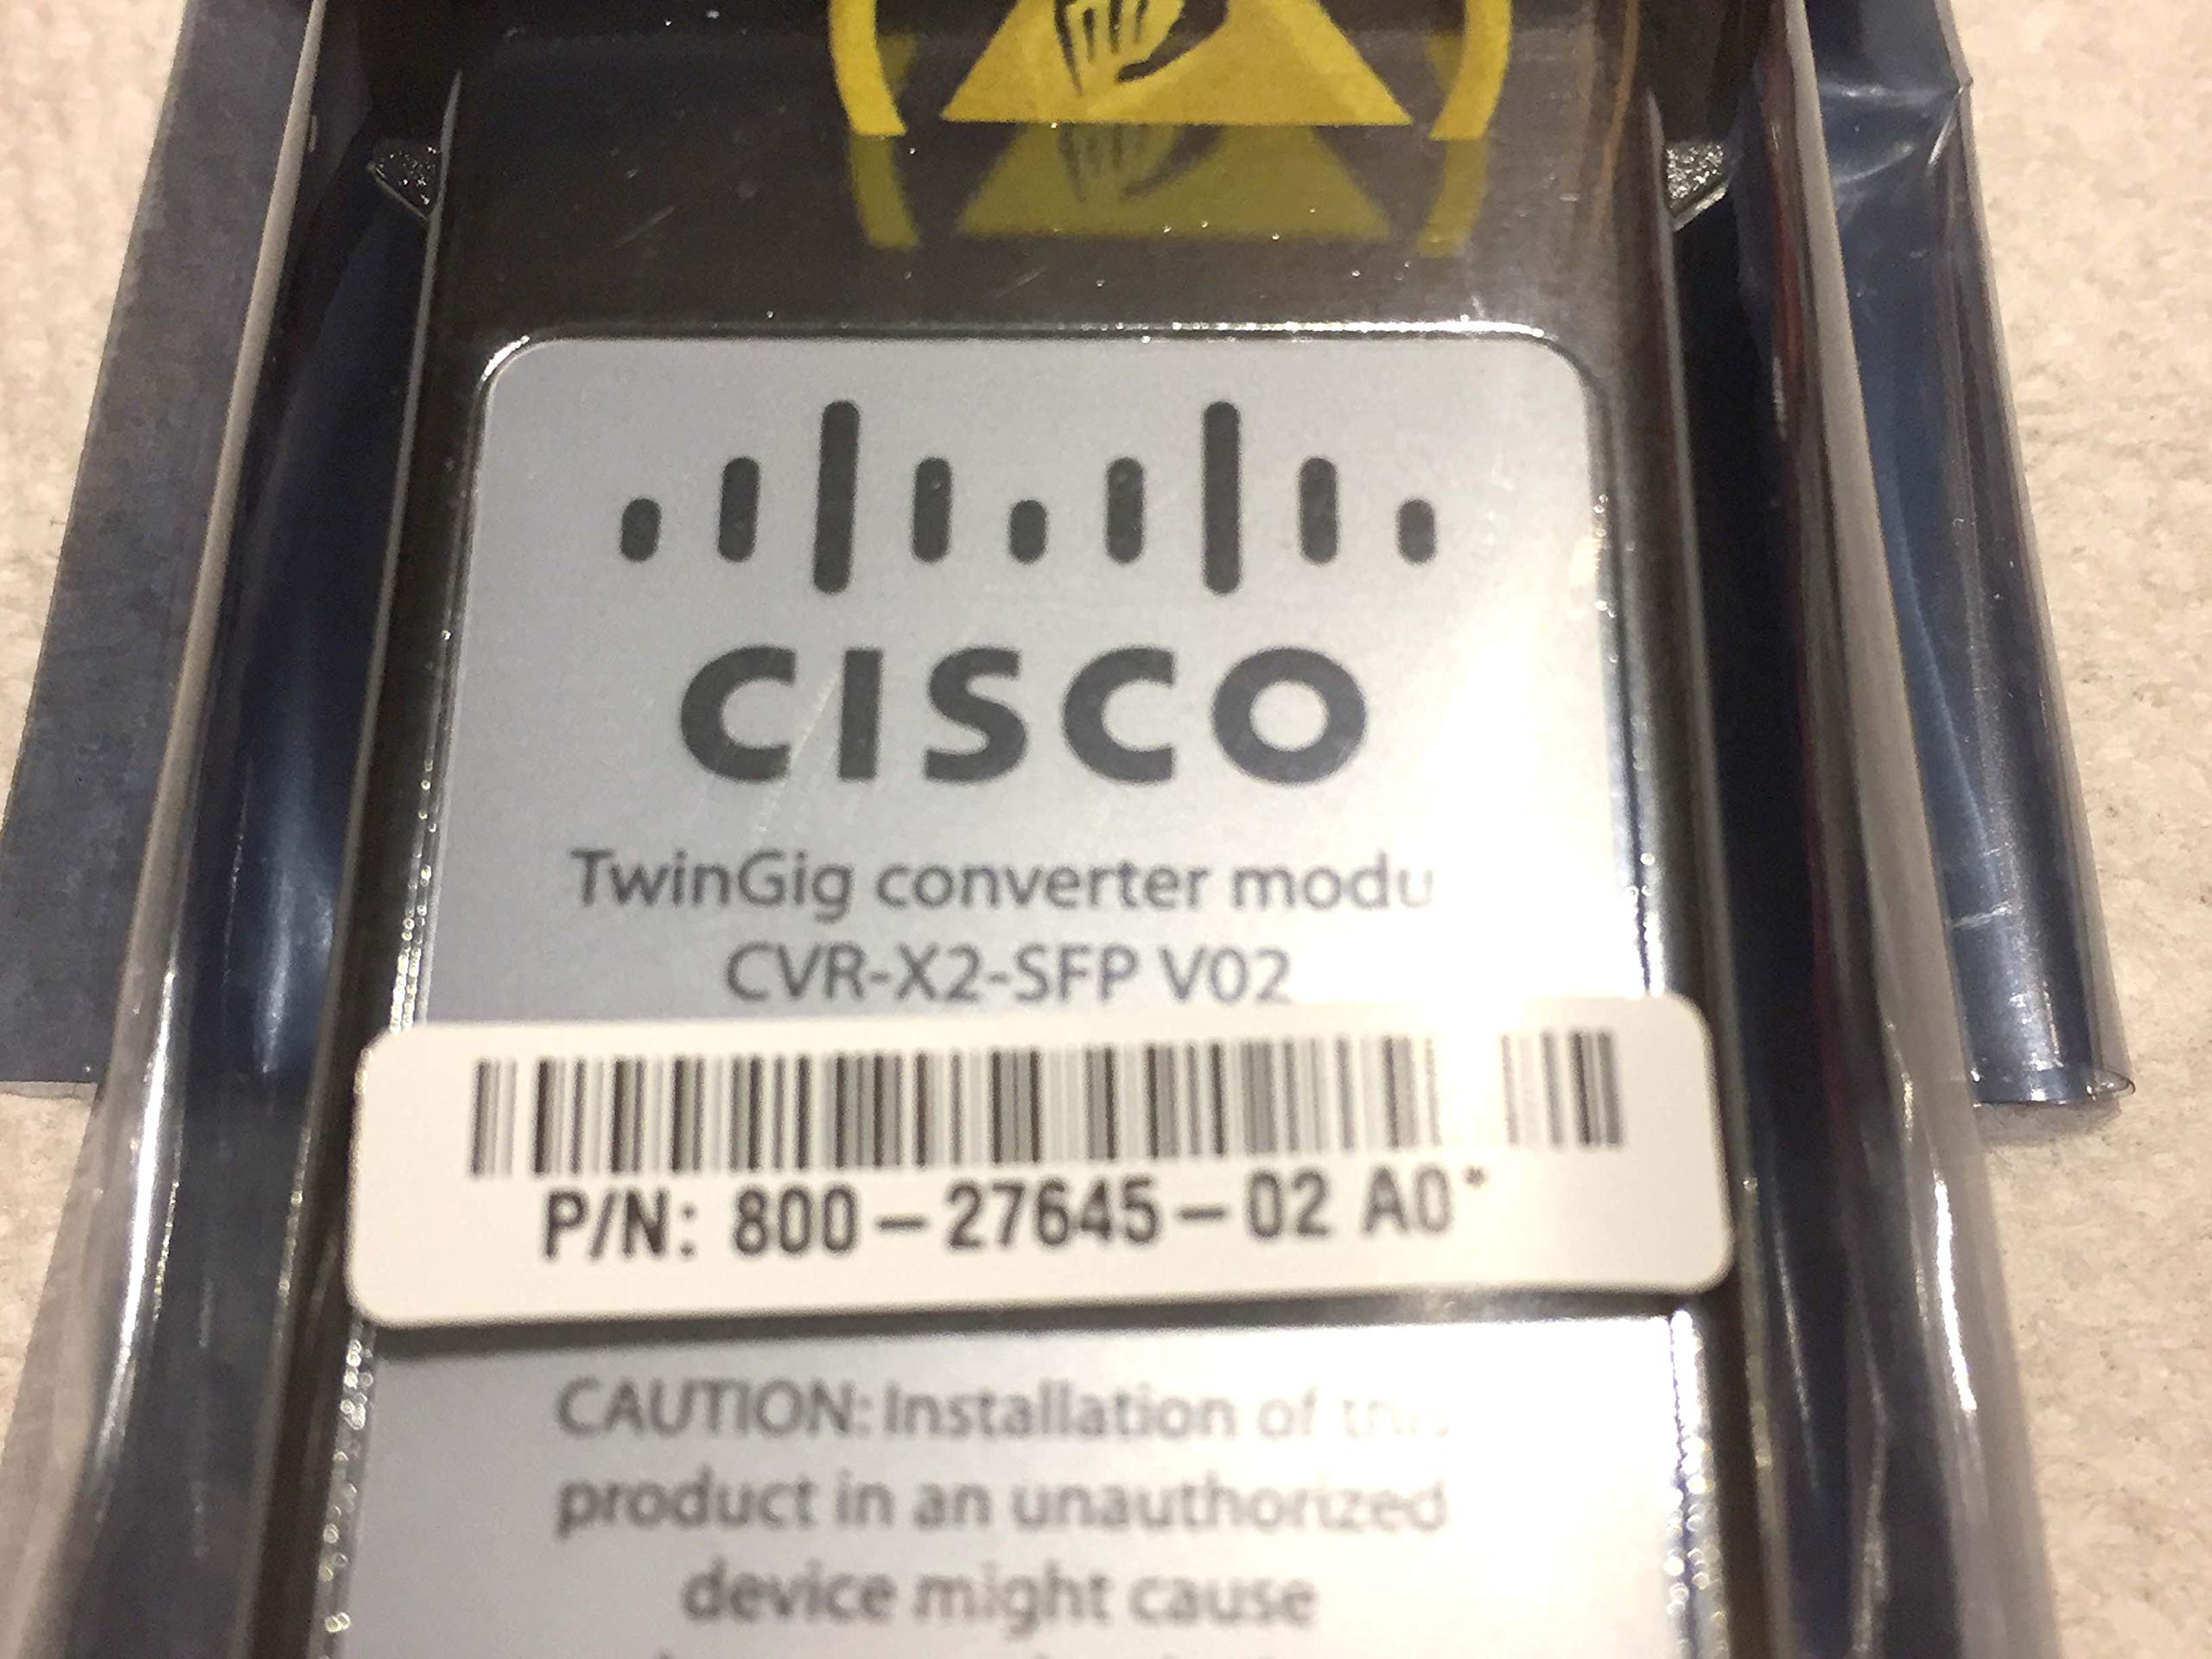 CISCO
TwinGig converter modu
CVR-X2-SFP V02
P/N: 800-27645-02 A0*
CAUTION: Installation of this
product in an unauthorized
device might cause